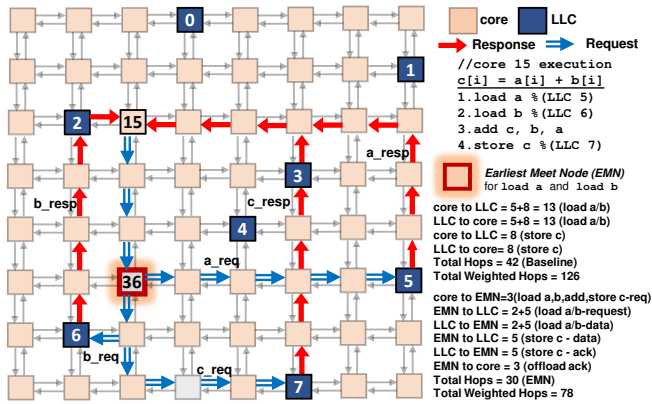 0
1
2
15
3
4
36
5
6
7
a_resp
b_resp
c_resp
a_req
b_req
c_req
core
LLC
Response
Request
//core 15 execution
c[i] = a[i] + b[i]
1.load a %(LLC 5)
2.load b %(LLC 6)
3.add c, b, a
4.store c %(LLC 7)
Earliest Meet Node (EMN)
for load a and load b
core to LLC = 5+8 = 13 (load a/b)
LLC to core = 5+8 = 13 (load a/b)
core to LLC = 8 (store c)
LLC to core= 8 (store c)
Total Hops = 42 (Baseline)
Total Weighted Hops = 126
core to EMN=3(load a,b,add,store c-req)
EMN to LLC = 2+5 (load a/b-request)
LLC to EMN = 2+5 (load a/b-data)
EMN to LLC = 5 (store c - data)
LLC to EMN = 5 (store c - ack)
EMN to core = 3 (offload ack)
Total Hops = 30 (EMN)
Total Weighted Hops = 78